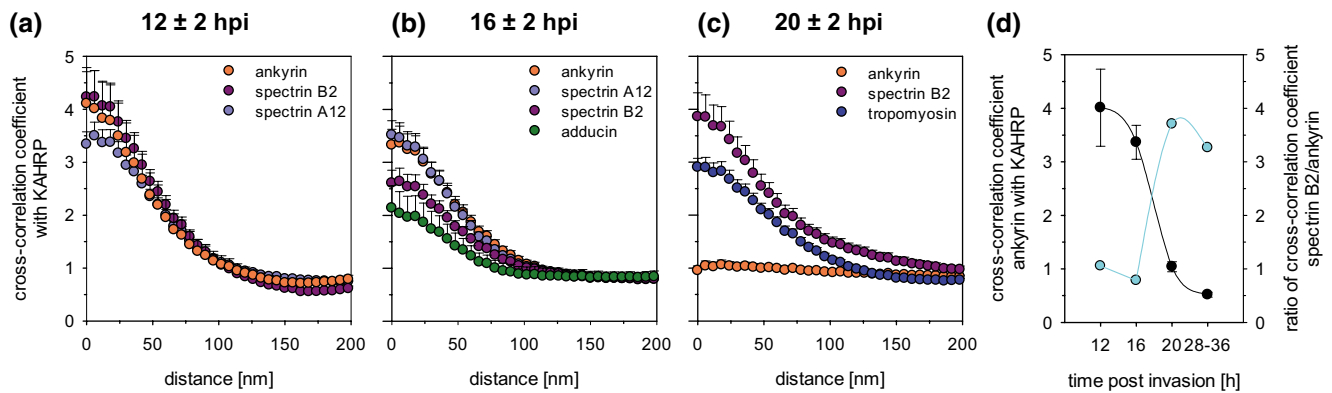 (a) 12 ± 2 hpi
cross-correlation coefficient
with KAHRP
5
4
3
2
1
0
ankyrin
spectrin B2
spectrin A12
0 50 100 150 200
distance [nm]
(b) 16 ± 2 hpi
ankyrin
spectrin A12
spectrin B2
adducin
0 50 100 150 200
distance [nm]
(c) 20 ± 2 hpi
ankyrin
spectrin B2
tropomyosin
0 50 100 150 200
distance [nm]
(d)
cross-correlation coefficient
ankyrin with KAHRP
5
4
3
2
1
0
12 16 20 28-36
time post invasion [h]
5
4
3
2
1
0
ratio of cross-correlation coefficient
spectrin B2/ankyrin